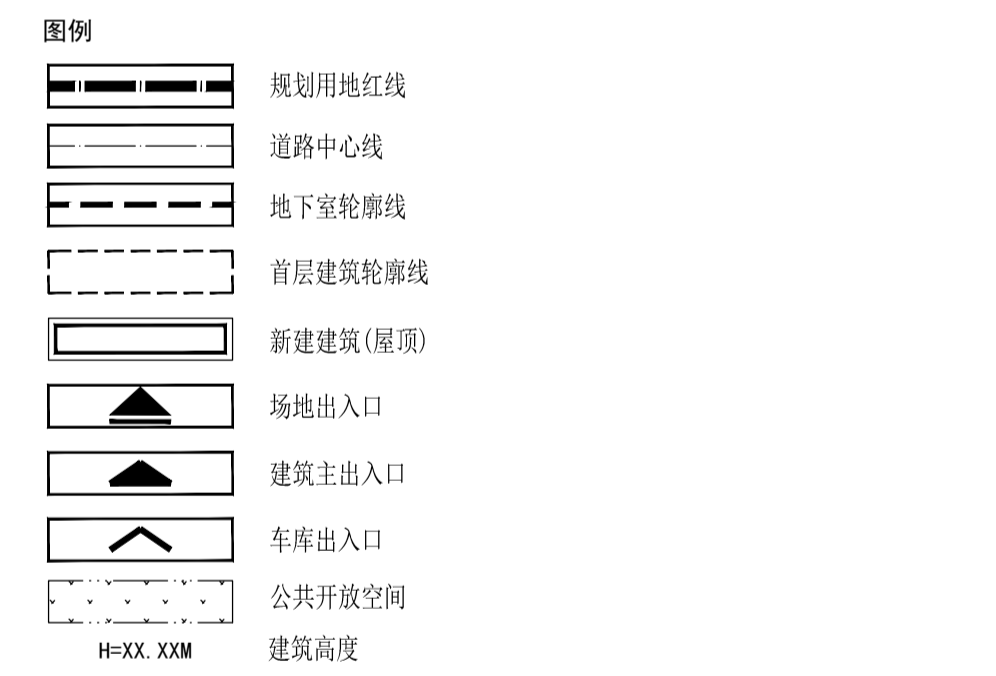 图例
规划用地红线
道路中心线
地下室轮廓线
首层建筑轮廓线
新建建筑(屋顶)
场地出入口
建筑主出入口
车库出入口
公共开放空间
H=XX.XXM 建筑高度